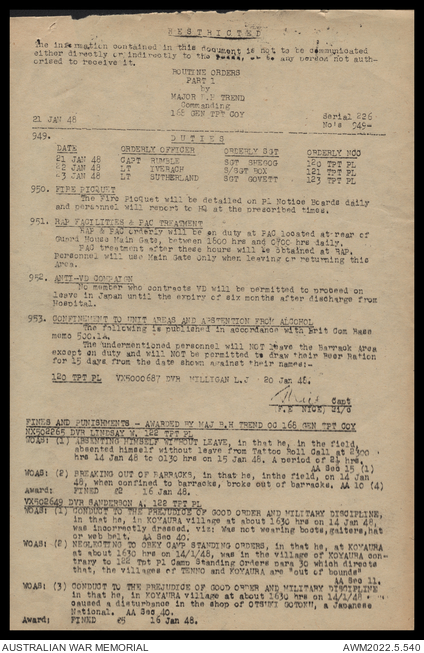 RESTRICTED
The information contained in this document is not to be communicated
either directly or indirectly to the Press, or to any person not auth-
orised to receive it.
ROUTINE ORDERS
PART 1
by
MAJOR B.H TREND
Commanding
168 GEN TPT COY
21 JAN 48
Serial 226
No's 949-
949. DUTIES
DATE ORDERLY OFFICER ORDERLY SGT ORDERLY NCO
21 JAN 48 CAPT RUMBLE SGT SHEGOG 120 TPT PL
22 JAN 48 LT IVERACH S/SGT BOX 121 TPT PL
23 JAN 48 LT SUTHERLAND SGT GOVETT 123 TPT PL
950. FIRE PICQUET
The Fire Picquet will be detailed on Pl Notice Boards daily
and personnel will report to HQ at the prescribed times.
951. RAP FACILITIES & PAC TREATMENT
RAP & PAC orderly will be on duty at PAC located at rear of
Guard House Main Gate, between 1600 hrs and 0700 hrs daily.
PAC treatment after these hours will be obtained at RAP.
Personnel will use Main Gate Only when leaving or returning this
Area.
952. ANTI-VD COMPAIGN
No member who contracts VD will be permitted to proceed on
leave in Japan until the expiry of six months after discharge from
Hospital.
953. CONFINEMENT TO UNIT AREAS AND ABSTENTION FROM ALCOHOL
The following is published in accordance with Brit Com Base
memo 500.1A.
The undermentioned personnel will NOT leave the Barrack Area
except on duty and will NOT be permitted to draw their Beer Ration
for 15 days from the date shown against their names:-
120 TPT PL VX5000687 DVR MILLIGAN L.J 20 Jan 48.
Capt
(F.E NICE) 2i/c
FINES AND PUNISHMENTS - AWARDED BY MAJ B.H TREND OC 168 GEN TPT COY
NX502265 DVR LINDSAY W. 122 TPT PL
WOAS: (1) ABSENTING HIMSELF WITHOUT LEAVE, in that he, in the field,
absented himself without leave from Tattoo Roll Call at 2300
hrs 14 Jan 48 to 0130 hrs on 15 Jan 48. A period of 2½ hrs.
AA Sec 15 (1)
WOAS: (2) BREAKING OUT OF BARRACKS, in that he, inthe field, on 14 Jan
48, when confined to barracks, broke out of barracks. AA 10 (4)
Award: FINED £2 16 Jan 48.
VX502649 DVR SANDERSON A. 122 TPT PL
WOAS: (1) CONDUCT TO THE PREJUDICE OF GOOD ORDER AND MILITARY DISCIPLINE,
in that he, in KOYAURA village at about 1630 hrs on 14 Jan 48,
was incorrectly dressed, viz: Was not wearing boots, gaiters, hat
or web belt. AA Sec 40.
WOAS: (2) NEGLECTING TO OBEY CAMP STANDING ORDERS, in that he, at KOYAURA
at about 1630 hrs on 14/1/48, was in the village of KOYAURA con-
trary to 122 Tpt Pl Camp Standing Orders para 30 which directs
that, the villages of TENNO and KOYAURA are "out of bounds"
AA Sec 11.
WOAS: (3) CONDUCT TO THE PREJUDICE OF GOOD ORDER AND MILITARY DISCIPLINE
in that he, in KOYAURA village at about 1630 hrs on 14/1/48
caused a disturbance in the shop of OTSUKI GOTOKU, a Japanese
National. AA Sec 40.
Award: FINED £5 16 Jan 48.
AUSTRALIAN WAR MEMORIAL
AWM2022.5.540